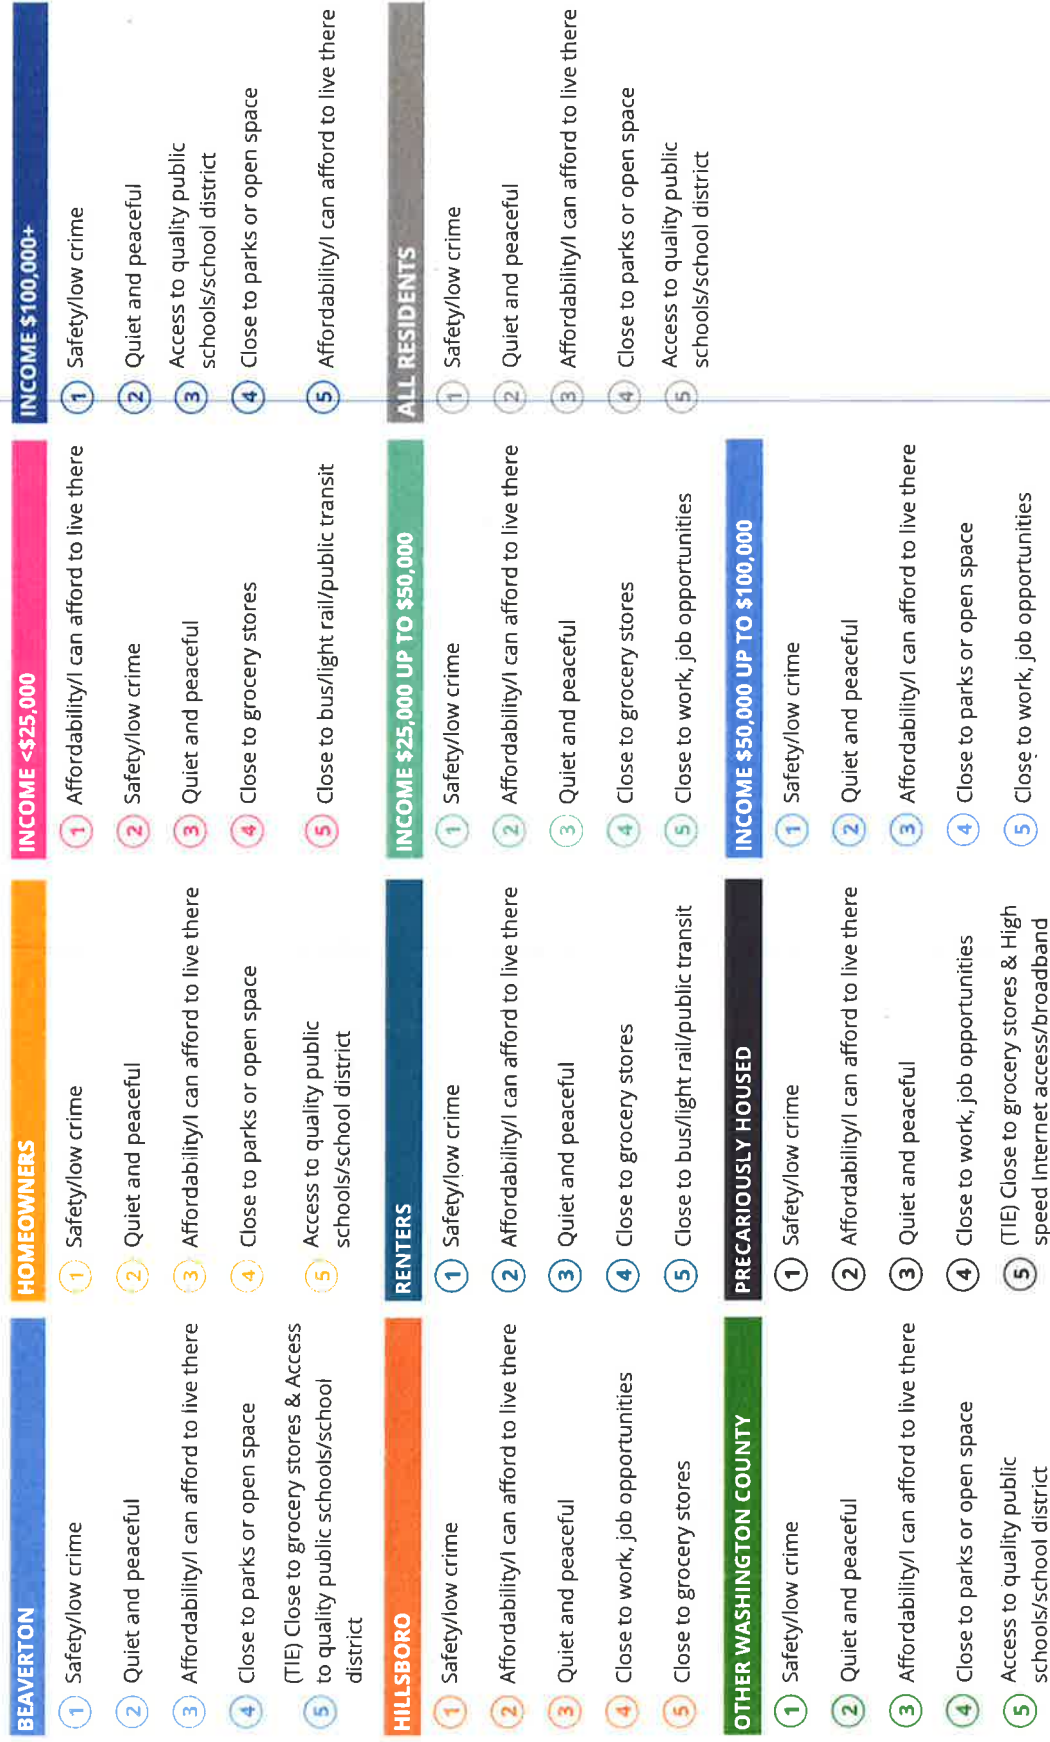 BEAVERTON
1 Safety/low crime
2 Quiet and peaceful
3 Affordability/I can afford to live there
4 Close to parks or open space
(TIE) Close to grocery stores & Access
5 to quality public schools/school
district
HOMEOWNERS
1 Safety/low crime
2 Quiet and peaceful
3 Affordability/I can afford to live there
4 Close to parks or open space
5 Access to quality public
schools/school district
INCOME <$25,000
1 Affordability/I can afford to live there
2 Safety/low crime
3 Quiet and peaceful
4 Close to grocery stores
5 Close to bus/light rail/public transit
INCOME $100,000+
1 Safety/low crime
2 Quiet and peaceful
3 Access to quality public
schools/school district
4 Close to parks or open space
5 Affordability/I can afford to live there
HILLSBORO
1 Safety/low crime
2 Affordability/I can afford to live there
3 Quiet and peaceful
4 Close to work, job opportunities
5 Close to grocery stores
RENTERS
1 Safety/low crime
2 Affordability/I can afford to live there
3 Quiet and peaceful
4 Close to grocery stores
5 Close to bus/light rail/public transit
INCOME $25,000 UP TO $50,000
1 Safety/low crime
2 Affordability/I can afford to live there
3 Quiet and peaceful
4 Close to grocery stores
5 Close to work, job opportunities
ALL RESIDENTS
1 Safety/low crime
2 Quiet and peaceful
3 Affordability/I can afford to live there
4 Close to parks or open space
5 Access to quality public
schools/school district
OTHER WASHINGTON COUNTY
1 Safety/low crime
2 Quiet and peaceful
3 Affordability/I can afford to live there
4 Close to parks or open space
5 Access to quality public
schools/school district
PRECARIOUSLY HOUSED
1 Safety/low crime
2 Affordability/I can afford to live there
3 Quiet and peaceful
4 Close to work, job opportunities
5 (TIE) Close to grocery stores & High
speed Internet access/broadband
INCOME $50,000 UP TO $100,000
1 Safety/low crime
2 Quiet and peaceful
3 Affordability/I can afford to live there
4 Close to parks or open space
5 Close to work, job opportunities